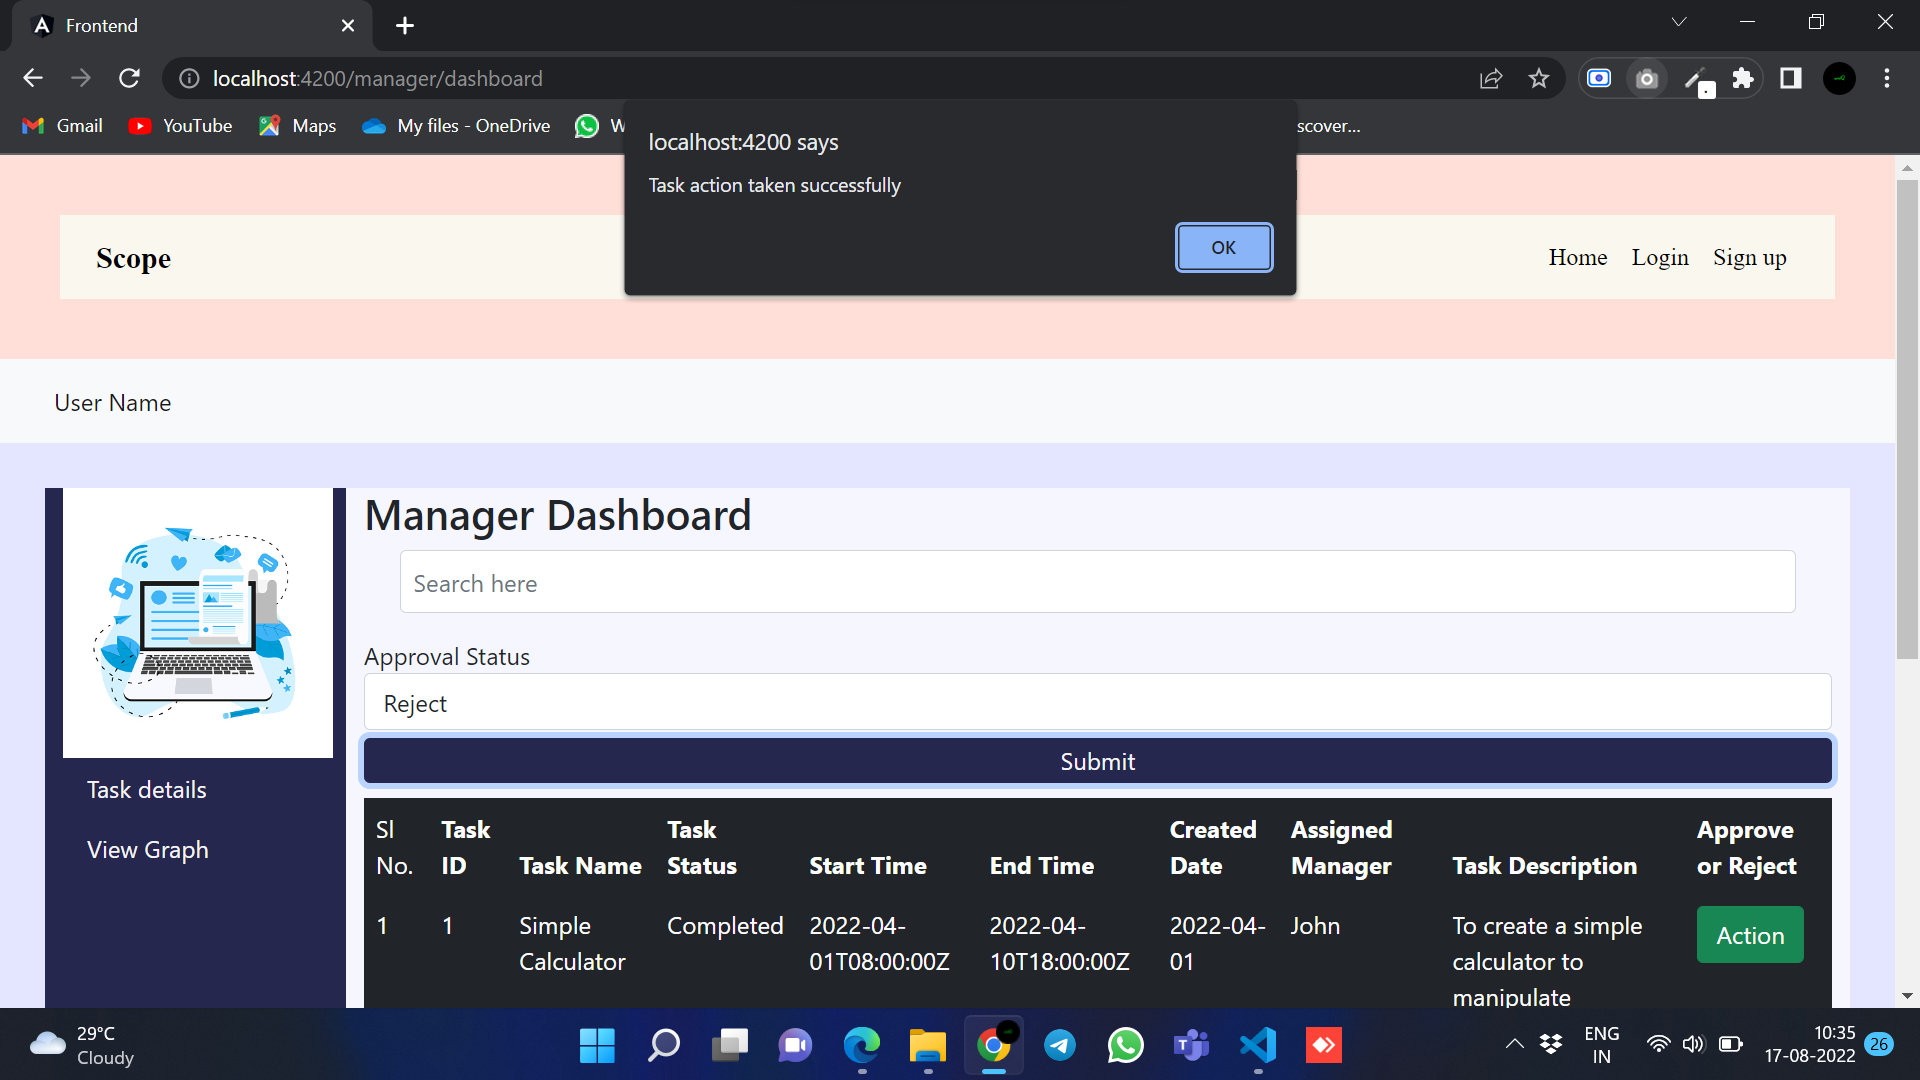 Frontend
localhost:4200/manager/dashboard
Gmail YouTube Maps My files - OneDrive W scover...
localhost:4200 says
Task action taken successfully
OK
Scope Home Login Sign up
User Name
Manager Dashboard
Search here
Approval Status
Reject
Submit
Task details
View Graph
Sl No. Task ID Task Name Task Status Start Time End Time Created Date Assigned Manager Task Description Approve or Reject
1 1 Simple Calculator Completed 2022-04-01T08:00:00Z 2022-04-10T18:00:00Z 2022-04-01 John To create a simple calculator to manipulate Action
29°C
Cloudy
ENG
IN
10:35
17-08-2022
26